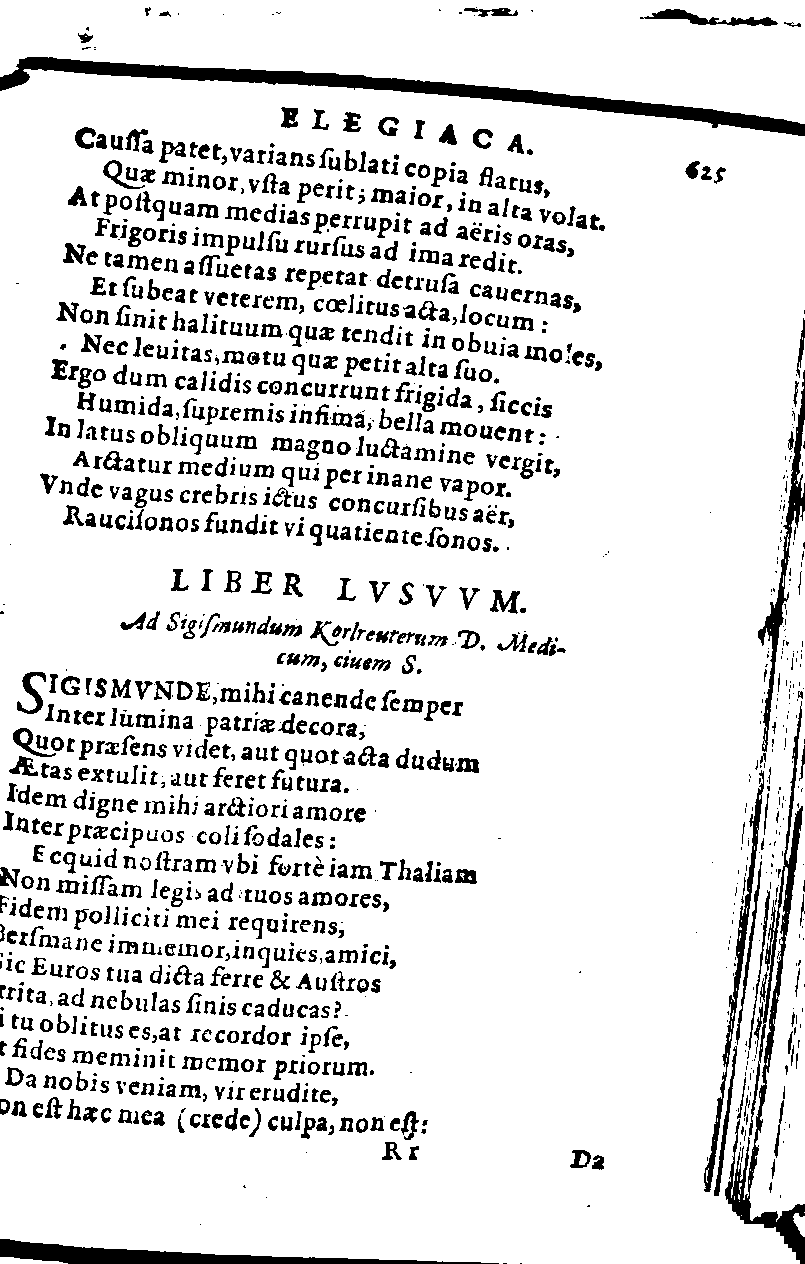 ELEGIACA.
625
Cauſſa patet, varians ſublati copia flatus,
Quæ minor, vſta perit; maior, in alta volat.
At poſtquam medias perrupit ad aëris oras,
Frigoris impulſu rurſus ad ima redit.
Ne tamen aſſuetas repetat detruſa cauernas,
Et ſubeat veterem, cœlitus acta, locum:
Non ſinit halituum quæ tendit in obuia moles,
Nec leuitas, motu quæ petit alta ſuo.
Ergo dum calidis concurrunt frigida, ſiccis
Humida, ſupremis infima, bella mouent:
In latus obliquum magno luctamine vergit,
Arctatur medium qui per inane vapor.
Vnde vagus crebris ictus concurſibus aër,
Rauciſonos fundit vi quatiente ſonos.
LIBER LVSVVM.
Ad Sigiſmundum Korlreuterum D. Medi-
cum, ciuem S.
SIGISMVNDE, mihi canende ſemper
Inter lumina patriæ decora,
Quot præſens videt, aut quot acta dudum
Ætas extulit, aut feret futura.
Idem digne mihi arctiori amore
Inter præcipuos coli ſodales:
Ecquid noſtram vbi fortè iam Thaliam
Non miſſam legis ad tuos amores,
Fidem polliciti mei requirens,
Berſmane immemor, inquies, amici,
Sic Euros tua dicta ferre & Auſtros
rrita, ad nebulas ſinis caducas?
i tu oblitus es, at recordor ipſe,
t fides meminit memor priorum.
Da nobis veniam, vir erudite,
on eſt hæc mea (crede) culpa, non eſt:
Rr
Da